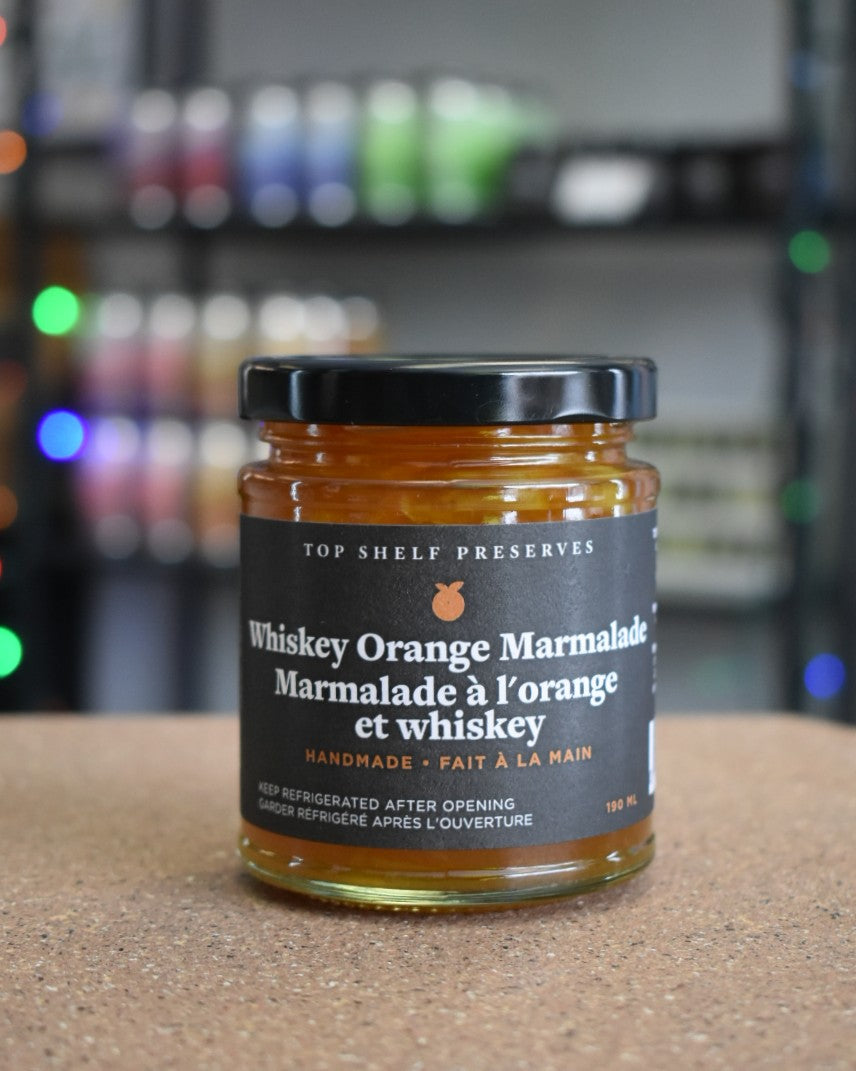 TOP SHELF PRESERVES
Whiskey Orange Marmalade
Marmalade à l'orange
et whiskey
HANDMADE • FAIT À LA MAIN
KEEP REFRIGERATED AFTER OPENING
GARDER RÉFRIGÉRÉ APRÈS L'OUVERTURE
190 ML